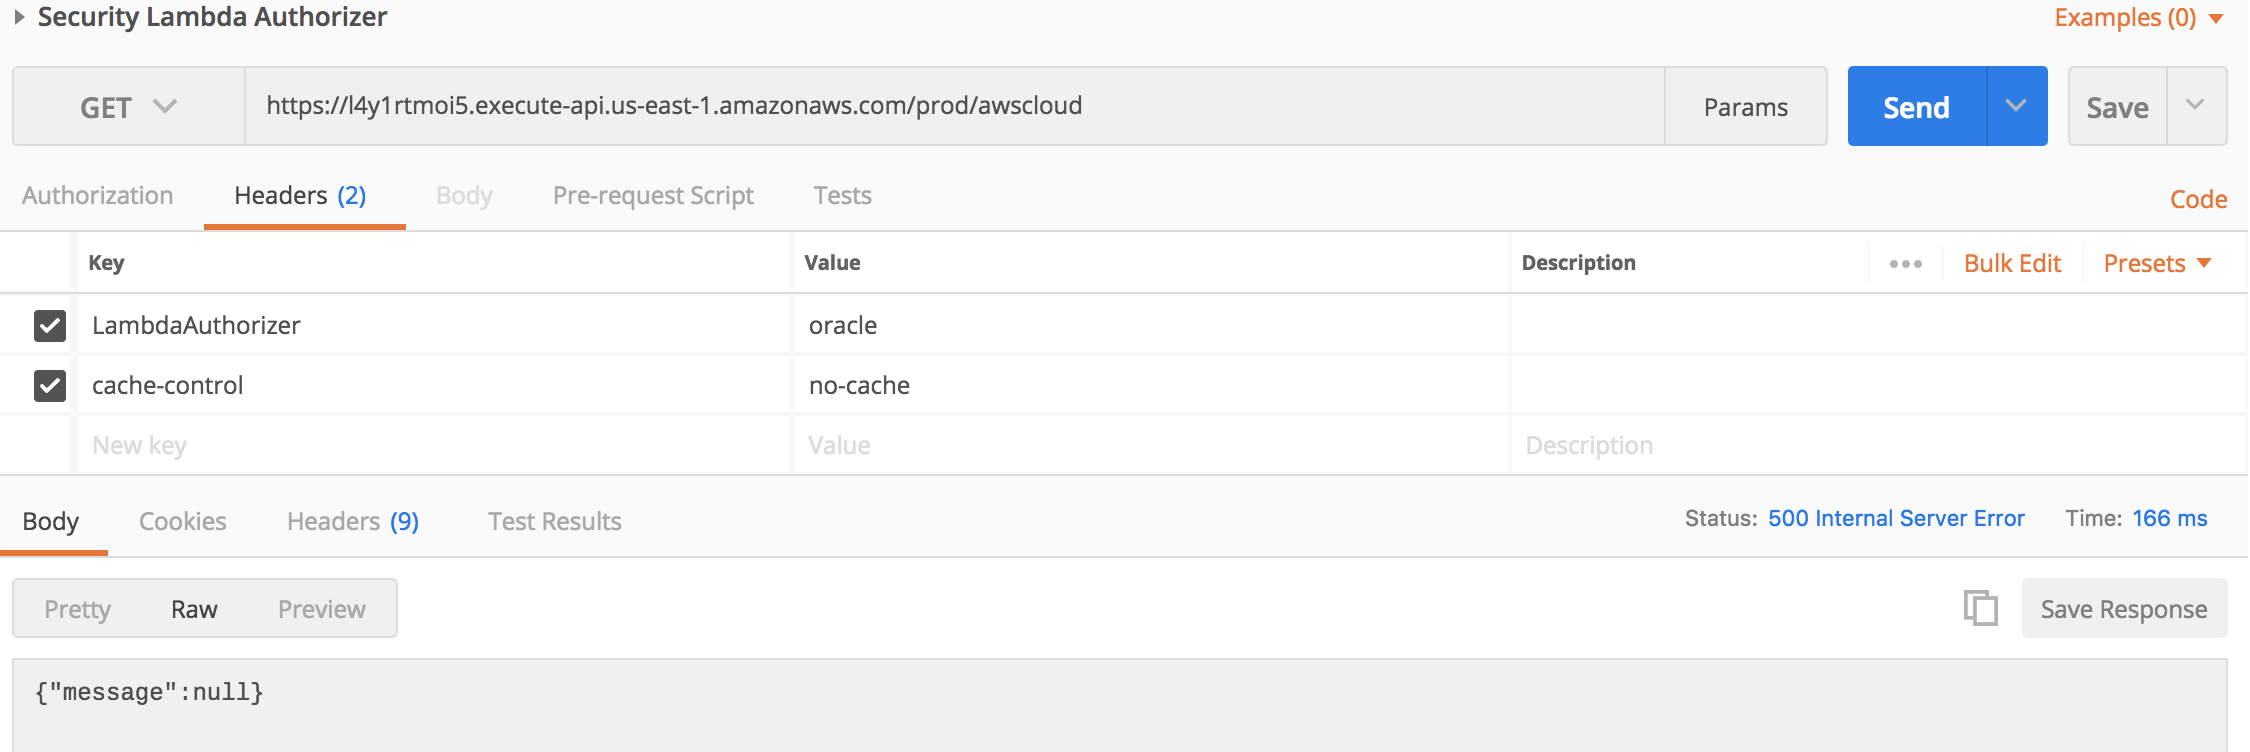 Security Lambda Authorizer
Examples (0)
GET
https://l4y1rtmoi5.execute-api.us-east-1.amazonaws.com/prod/awscloud
Params
Send
Save
Authorization
Headers (2)
Body
Pre-request Script
Tests
Code
Key
Value
Description
Bulk Edit
Presets
LambdaAuthorizer
oracle
cache-control
no-cache
New key
Value
Description
Body
Cookies
Headers (9)
Test Results
Status: 500 Internal Server Error
Time: 166 ms
Pretty
Raw
Preview
Save Response
{"message":null}